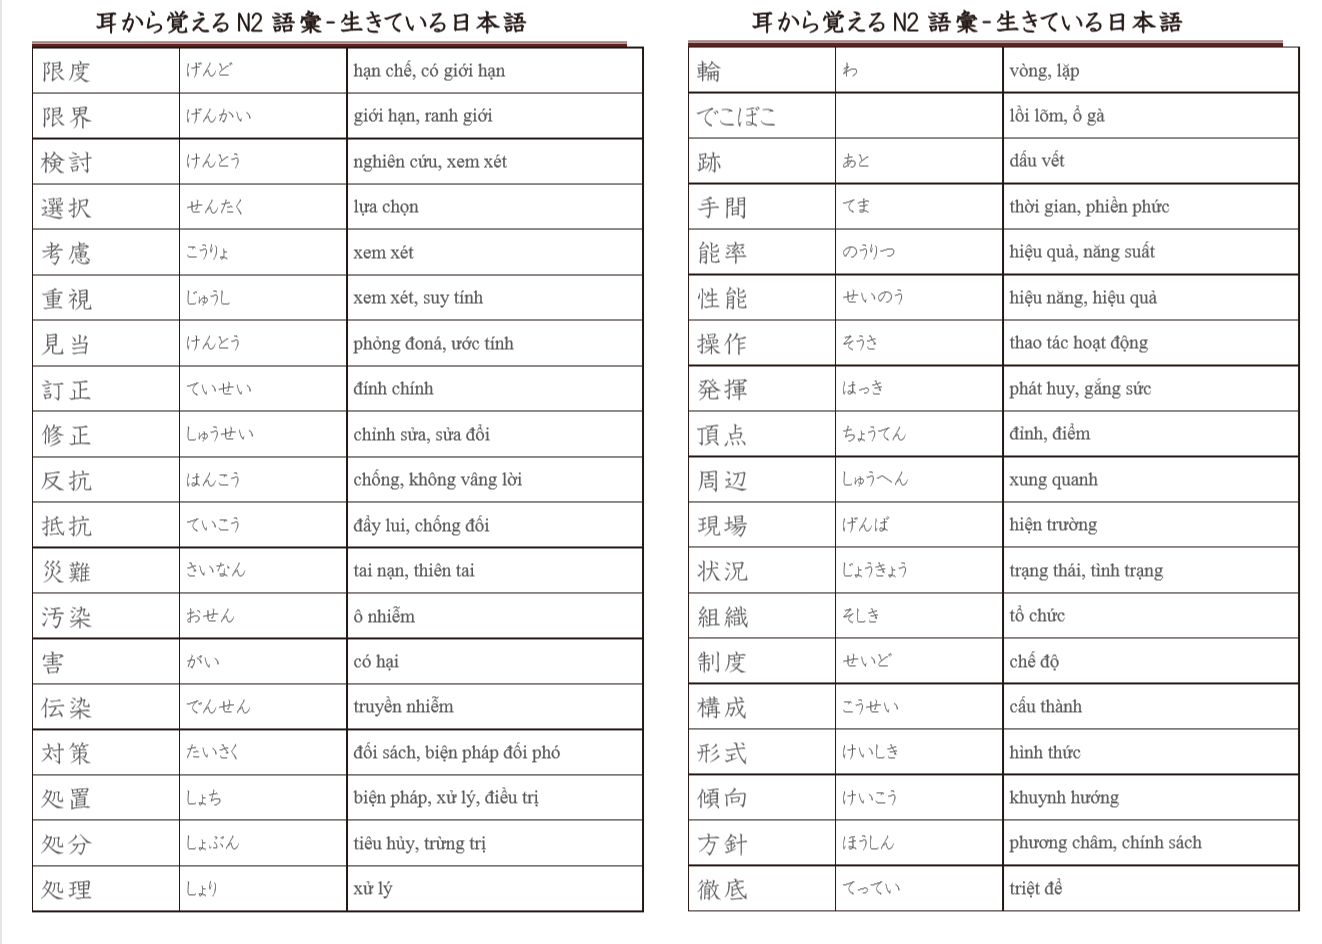 耳から覚えるN2語彙-生きている日本語
限度 げんど hạn chế, có giới hạn
限界 げんかい giới hạn, ranh giới
検討 けんとう nghiên cứu, xem xét
選択 せんたく lựa chọn
考慮 こうりょ xem xét
重視 じゅうし xem xét, suy tính
見当 けんとう phỏng đoná, ước tính
訂正 ていせい đính chính
修正 しゅうせい chỉnh sửa, sửa đổi
反抗 はんこう chống, không vâng lời
抵抗 ていこう đẩy lui, chống đối
災難 さいなん tai nạn, thiên tai
汚染 おせん ô nhiễm
害 がい có hại
伝染 でんせん truyền nhiễm
対策 たいさく đối sách, biện pháp đối phó
処置 しょち biện pháp, xử lý, điều trị
処分 しょぶん tiêu hủy, trừng trị
処理 しょり xử lý
耳から覚えるN2語彙-生きている日本語
輪 わ vòng, lặp
でこぼこ lồi lõm, ổ gà
跡 あと dấu vết
手間 てま thời gian, phiền phức
能率 のうりつ hiệu quả, năng suất
性能 せいのう hiệu năng, hiệu quả
操作 そうさ thao tác hoạt động
発揮 はっき phát huy, gắng sức
頂点 ちょうてん đỉnh, điểm
周辺 しゅうへん xung quanh
現場 げんば hiện trường
状況 じょうきょう trạng thái, tình trạng
組織 そしき tổ chức
制度 せいど chế độ
構成 こうせい cấu thành
形式 けいしき hình thức
傾向 けいこう khuynh hướng
方針 ほうしん phương châm, chính sách
徹底 てってい triệt để